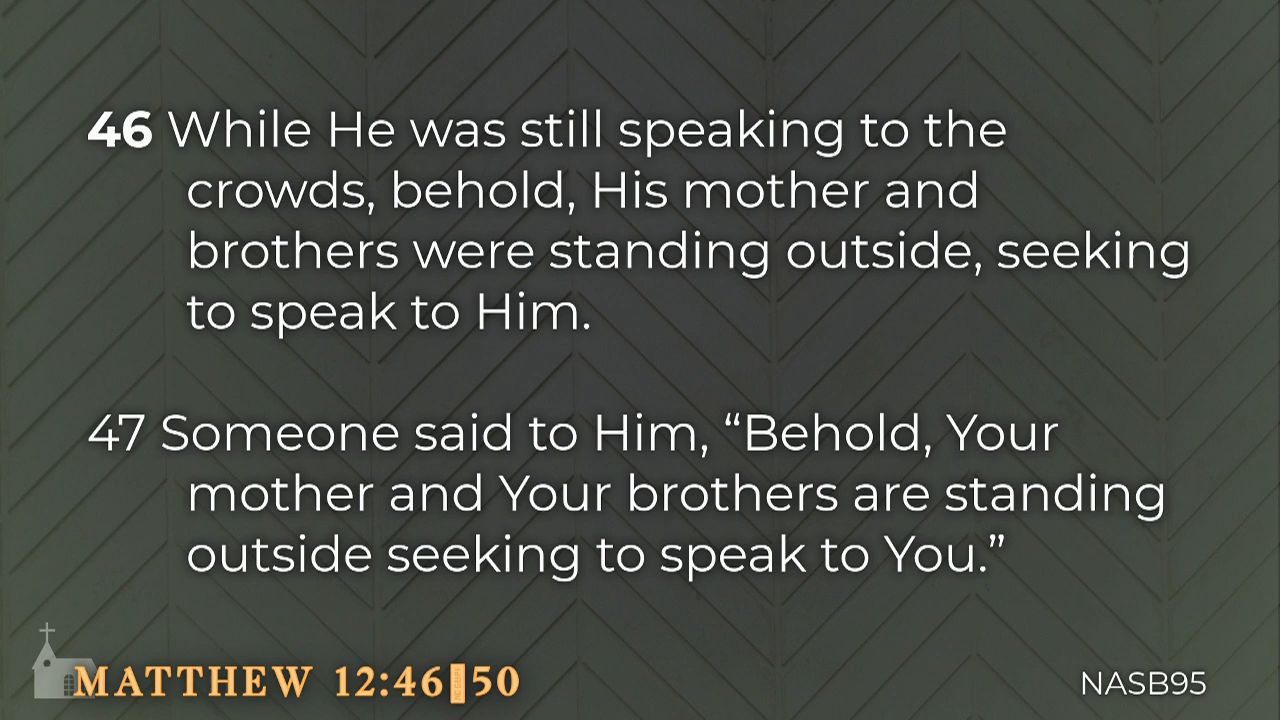 46 While He was still speaking to the
crowds, behold, His mother and
brothers were standing outside, seeking
to speak to Him.
47 Someone said to Him, “Behold, Your
mother and Your brothers are standing
outside seeking to speak to You.”
MATTHEW 12:46 50
NASB95